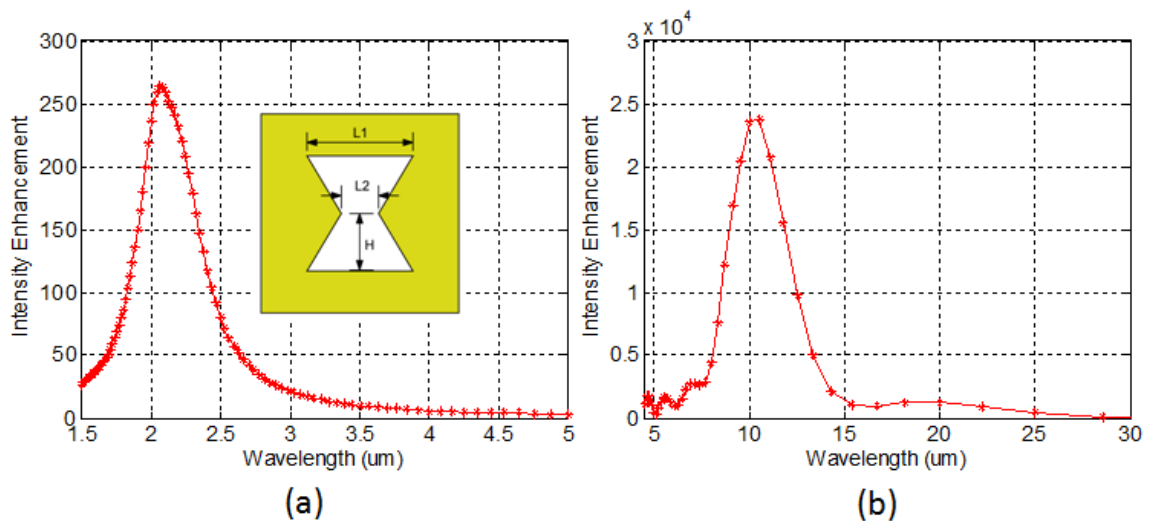 300
250
200
150
100
50
0
Intensity Enhancement
L1
L2
H
1.5 2 2.5 3 3.5 4 4.5 5
Wavelength (um)
(a)
x 10^4
3
2.5
2
1.5
1
0.5
0
Intensity Enhancement
5 10 15 20 25 30
Wavelength (um)
(b)